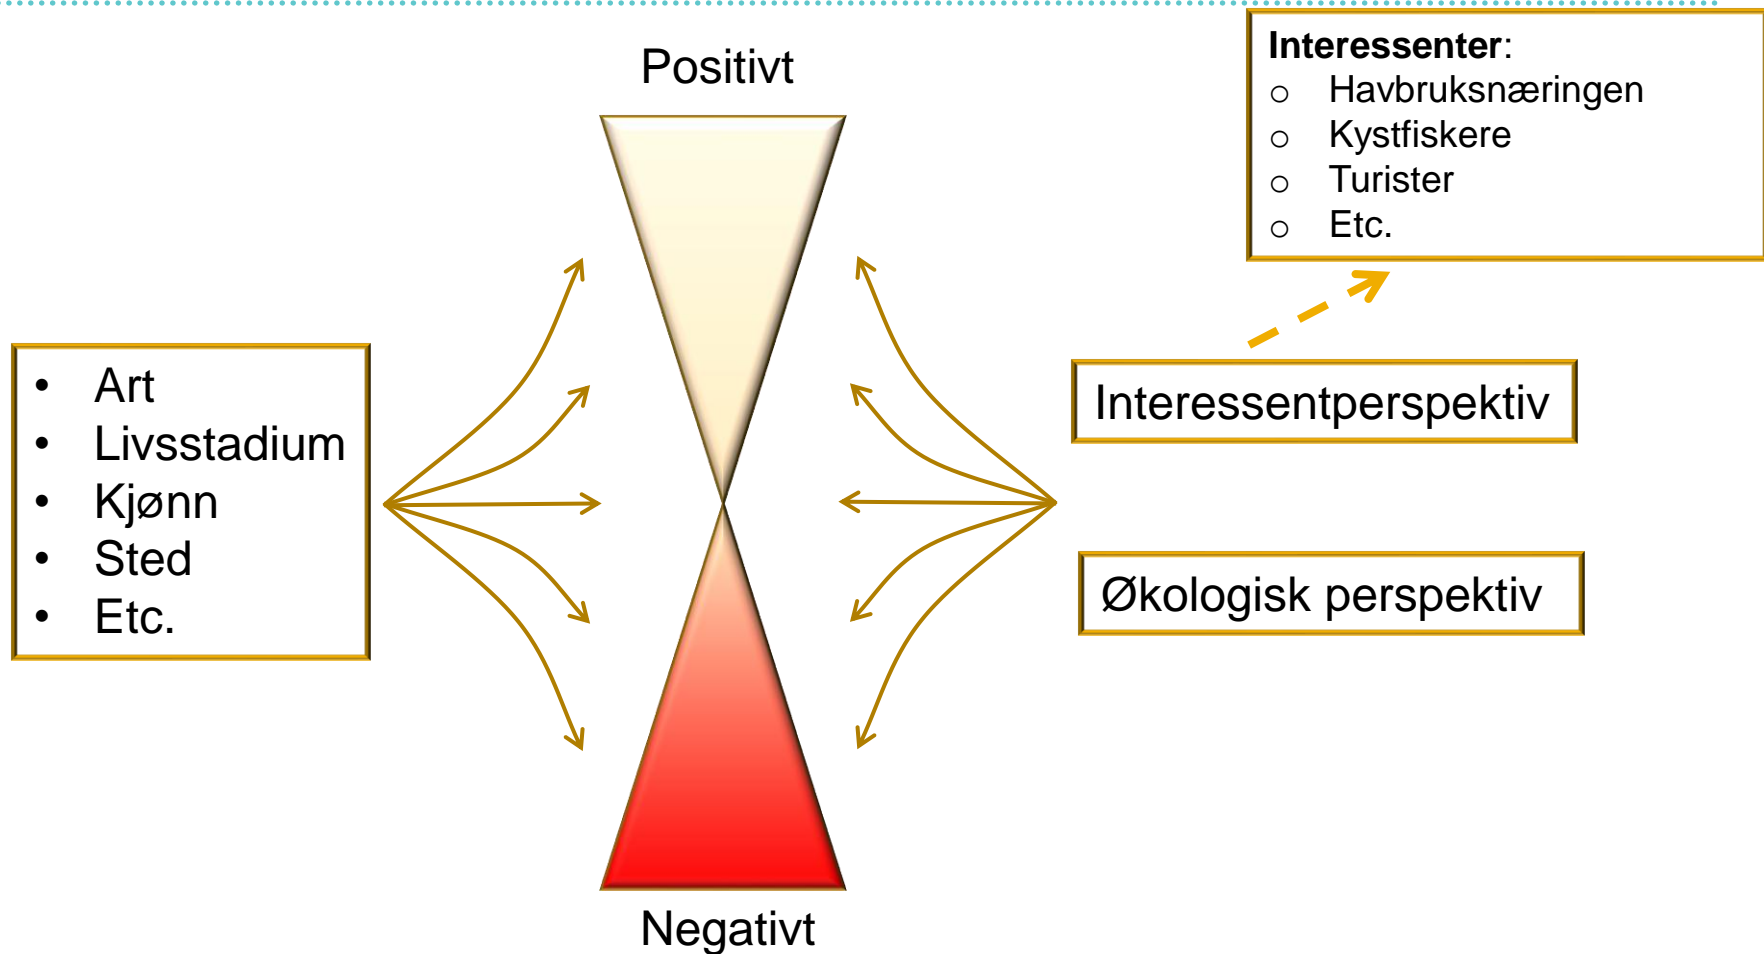 Positivt
Interessenter:
o Havbruksnæringen
o Kystfiskere
o Turister
o Etc.
• Art
• Livsstadium
• Kjønn
• Sted
• Etc.
Interessentperspektiv
Økologisk perspektiv
Negativt